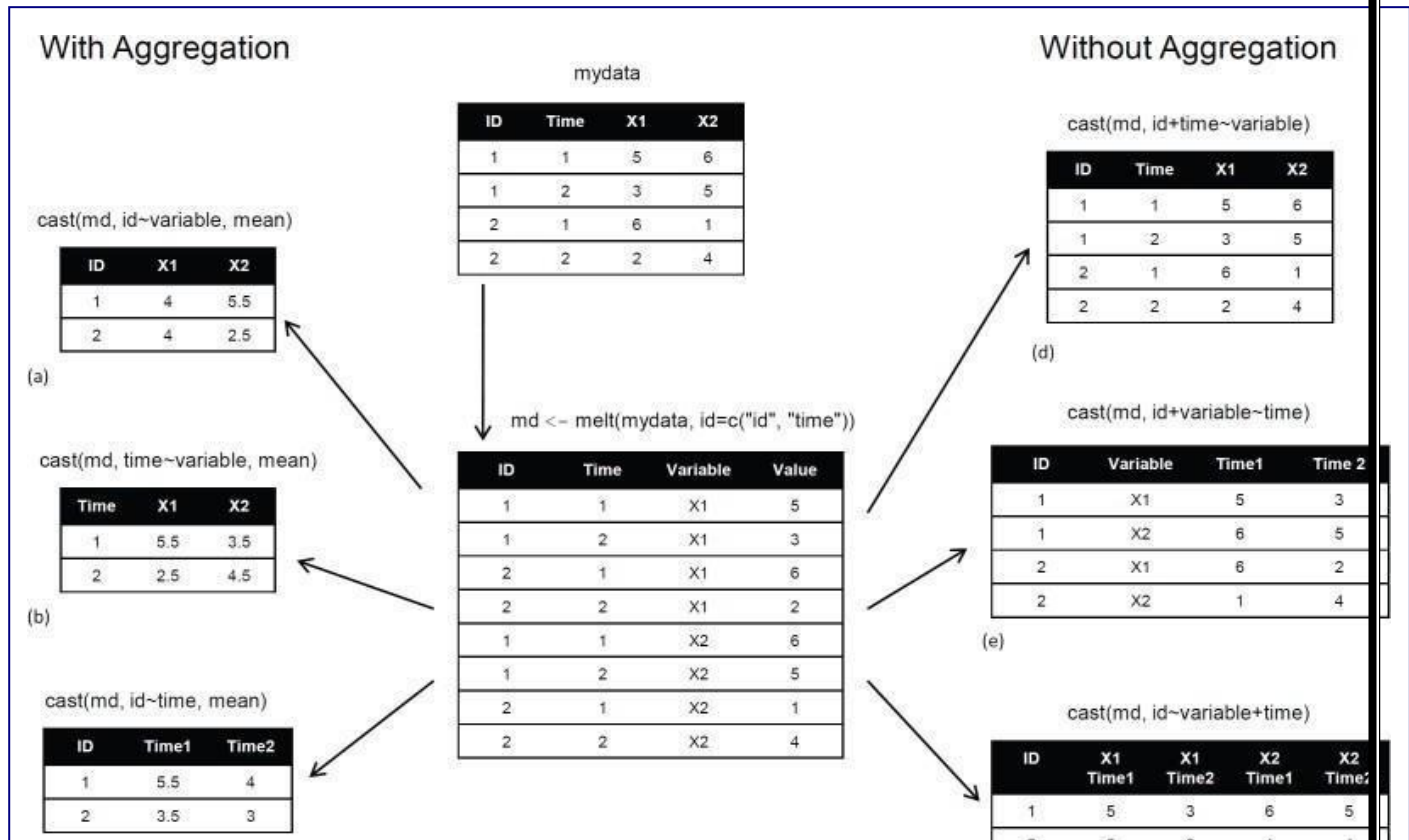 With Aggregation
Without Aggregation
mydata
ID Time X1 X2
1 1 5 6
1 2 3 5
2 1 6 1
2 2 2 4
cast(md, id~variable, mean)
ID X1 X2
1 4 5.5
2 4 2.5
(a)
cast(md, time~variable, mean)
Time X1 X2
1 5.5 3.5
2 2.5 4.5
(b)
cast(md, id~time, mean)
ID Time1 Time2
1 5.5 4
2 3.5 3
md <- melt(mydata, id=c("id", "time"))
ID Time Variable Value
1 1 X1 5
1 2 X1 3
2 1 X1 6
2 2 X1 2
1 1 X2 6
1 2 X2 5
2 1 X2 1
2 2 X2 4
cast(md, id+time~variable)
ID Time X1 X2
1 1 5 6
1 2 3 5
2 1 6 1
2 2 2 4
(d)
cast(md, id+variable~time)
ID Variable Time1 Time 2
1 X1 5 3
1 X2 6 5
2 X1 6 2
2 X2 1 4
(e)
cast(md, id~variable+time)
ID X1 X1 X2 X2
Time1 Time2 Time1 Time2
1 5 3 6 5